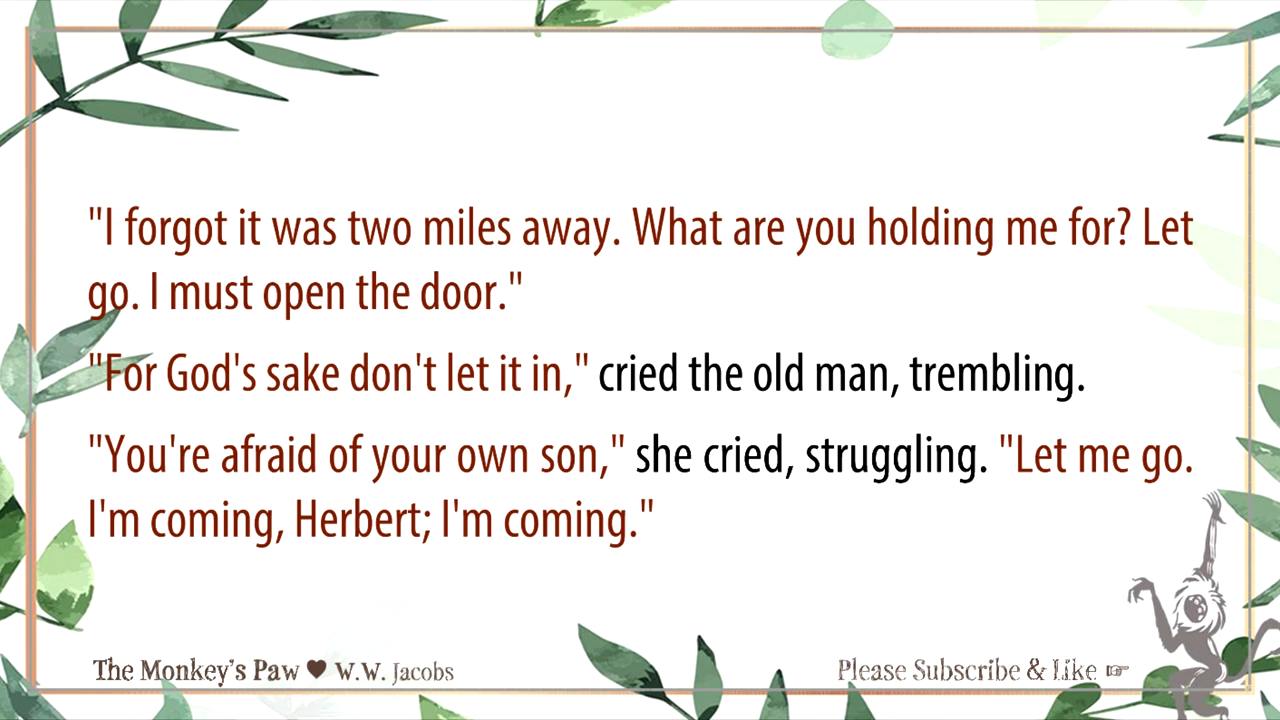 "I forgot it was two miles away. What are you holding me for? Let
go. I must open the door."
"For God's sake don't let it in," cried the old man, trembling.
"You're afraid of your own son," she cried, struggling. "Let me go.
I'm coming, Herbert; I'm coming."
The Monkey's Paw ♥ W.W. Jacobs
Please Subscribe & Like ☞